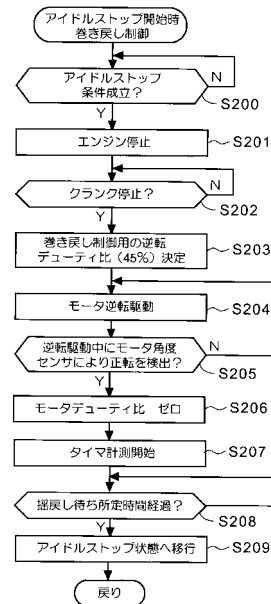 アイドルストップ開始時
巻き戻し制御
アイドルストップ
条件成立?
N
S200
Y
エンジン停止
S201
クランク停止?
N
S202
Y
巻き戻し制御用の逆転
デューティ比(45%)決定
S203
モータ逆転駆動
S204
逆転駆動中にモータ角度
センサにより正転を検出?
N
S205
Y
モータデューティ比 ゼロ
S206
タイマ計測開始
S207
揺戻し待ち所定時間経過?
N
S208
Y
アイドルストップ状態へ移行
S209
戻り